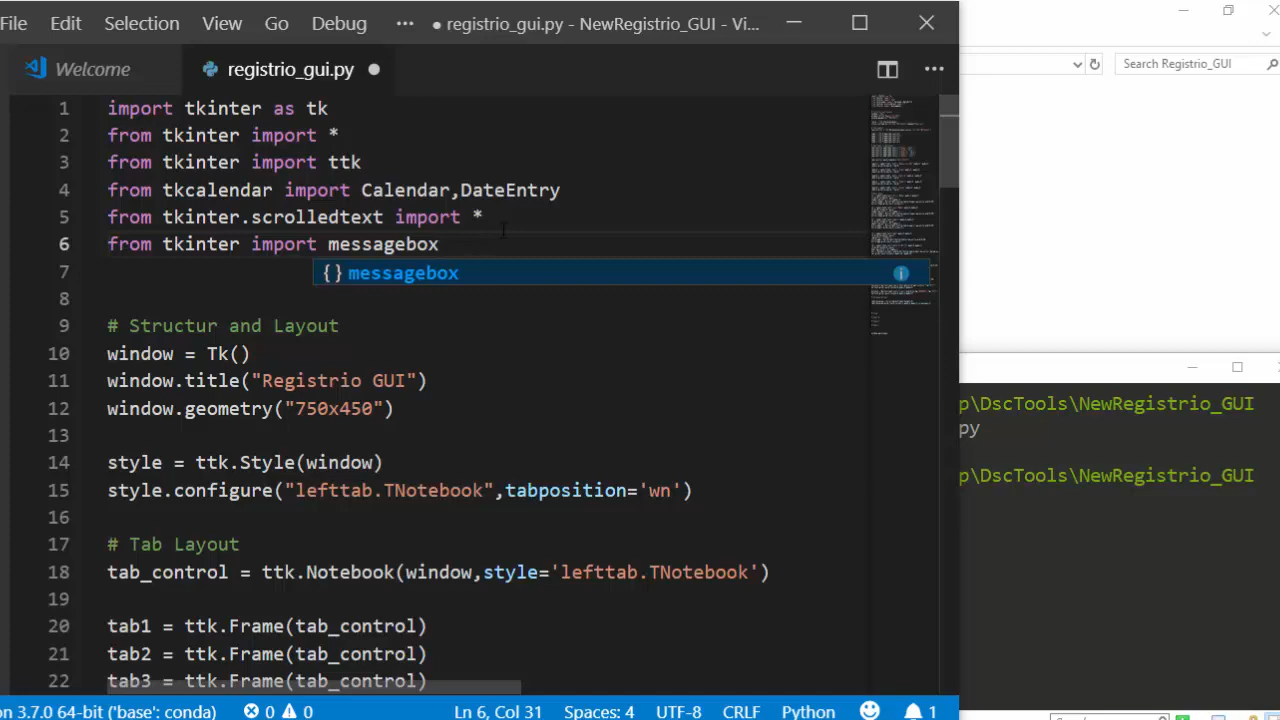 File Edit Selection View Go Debug ··· ● registrio_gui.py - NewRegistrio_GUI - Vi...
Welcome registrio_gui.py
1 import tkinter as tk
2 from tkinter import *
3 from tkinter import ttk
4 from tkcalendar import Calendar,DateEntry
5 from tkinter.scrolledtext import *
6 from tkinter import messagebox
7 {} messagebox
8
9 # Structur and Layout
10 window = Tk()
11 window.title("Registrio GUI")
12 window.geometry("750x450")
13
14 style = ttk.Style(window)
15 style.configure("lefttab.TNotebook",tabposition='wn')
16
17 # Tab Layout
18 tab_control = ttk.Notebook(window,style='lefttab.TNotebook')
19
20 tab1 = ttk.Frame(tab_control)
21 tab2 = ttk.Frame(tab_control)
22 tab3 = ttk.Frame(tab_control)
on 3.7.0 64-bit ('base': conda) 0 0 Ln 6, Col 31 Spaces: 4 UTF-8 CRLF Python 1
Search Registrio_GUI
p\DscTools\NewRegistrio_GUI
py
p\DscTools\NewRegistrio_GUI